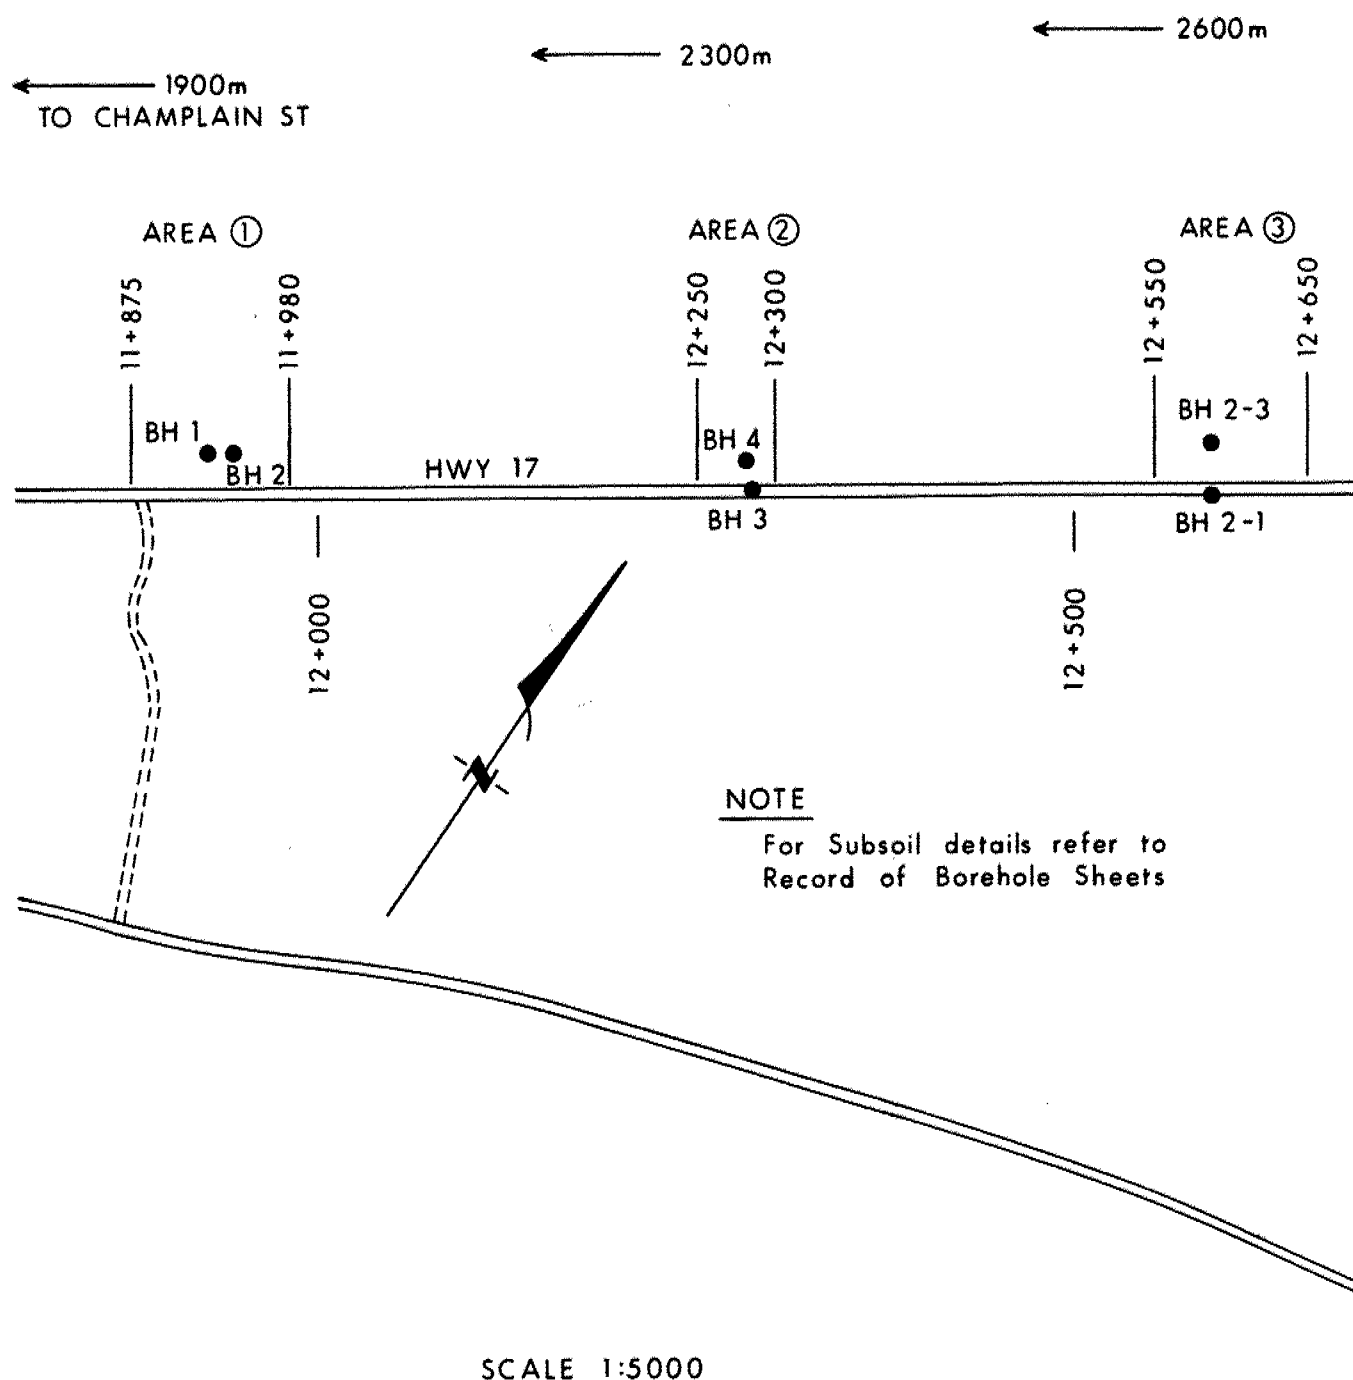 2600m
2300m
1900m
TO CHAMPLAIN ST
AREA 1
AREA 2
AREA 3
11+875
11+980
12+250
12+300
12+550
12+650
BH 1
BH 2
HWY 17
BH 4
BH 3
BH 2-3
BH 2-1
12+000
12+500
N
NOTE
For Subsoil details refer to
Record of Borehole Sheets
SCALE 1:5000